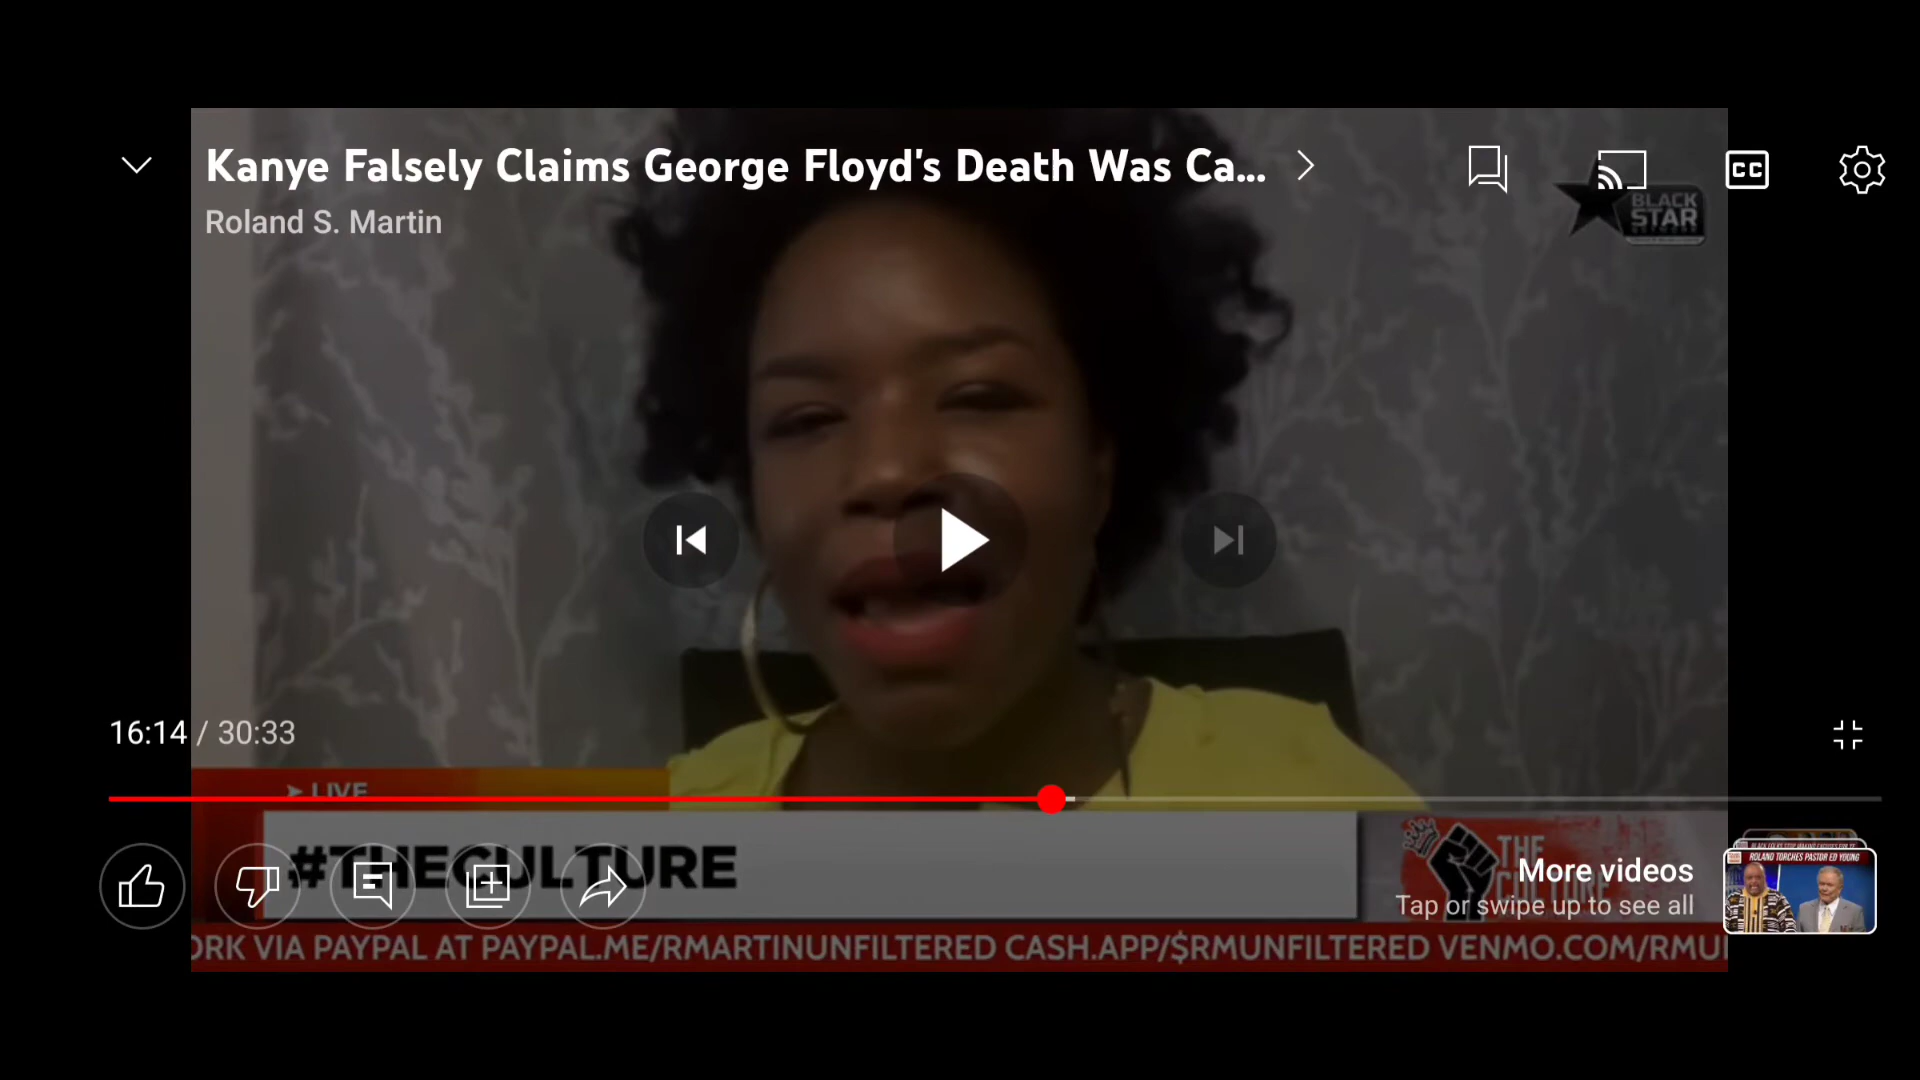 Kanye Falsely Claims George Floyd's Death Was Ca...
Roland S. Martin
CC
BLACK
STAR
16:14 / 30:33
LIVE
#THECULTURE
THE
CULTURE
More videos
Tap or swipe up to see all
ROLAND TORCHES PASTOR ED YOUNG
ORK VIA PAYPAL AT PAYPAL.ME/RMARTINUNFILTERED CASH.APP/$RMUNFILTERED VENMO.COM/RMU